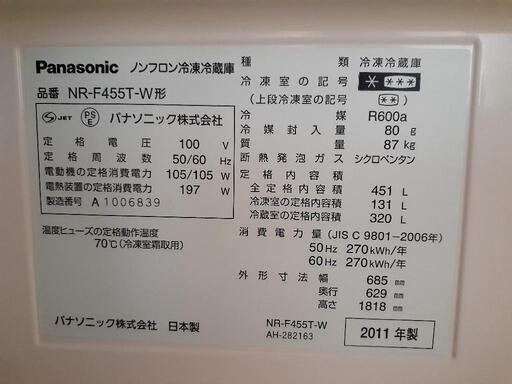 Panasonic ノンフロン冷凍冷蔵庫
品番 NR-F455T-W形
S JET PS E パナソニック株式会社
定格電圧 100 V
定格周波数 50/60 Hz
電動機の定格消費電力 105/105 W
電熱装置の定格消費電力 197 W
製造番号 A 1006839
温度ヒューズの定格動作温度
70℃(冷凍室霜取用)
パナソニック株式会社 日本製
種類 冷凍冷蔵庫
冷凍室の記号 * ***
(上段冷凍室の記号 **)
冷媒 R600a
冷媒封入量 80 g
質量 87 kg
断熱発泡ガス シクロペンタン
定格内容積
全定格内容積 451 L
冷凍室の定格内容積 131 L
冷蔵室の定格内容積 320 L
消費電力量 (JIS C 9801-2006年)
50Hz 270kWh/年
60Hz 270kWh/年
外形寸法 幅 685 mm
奥行 629 mm
高さ 1818 mm
NR-F455T-W
AH-282163
2011年製